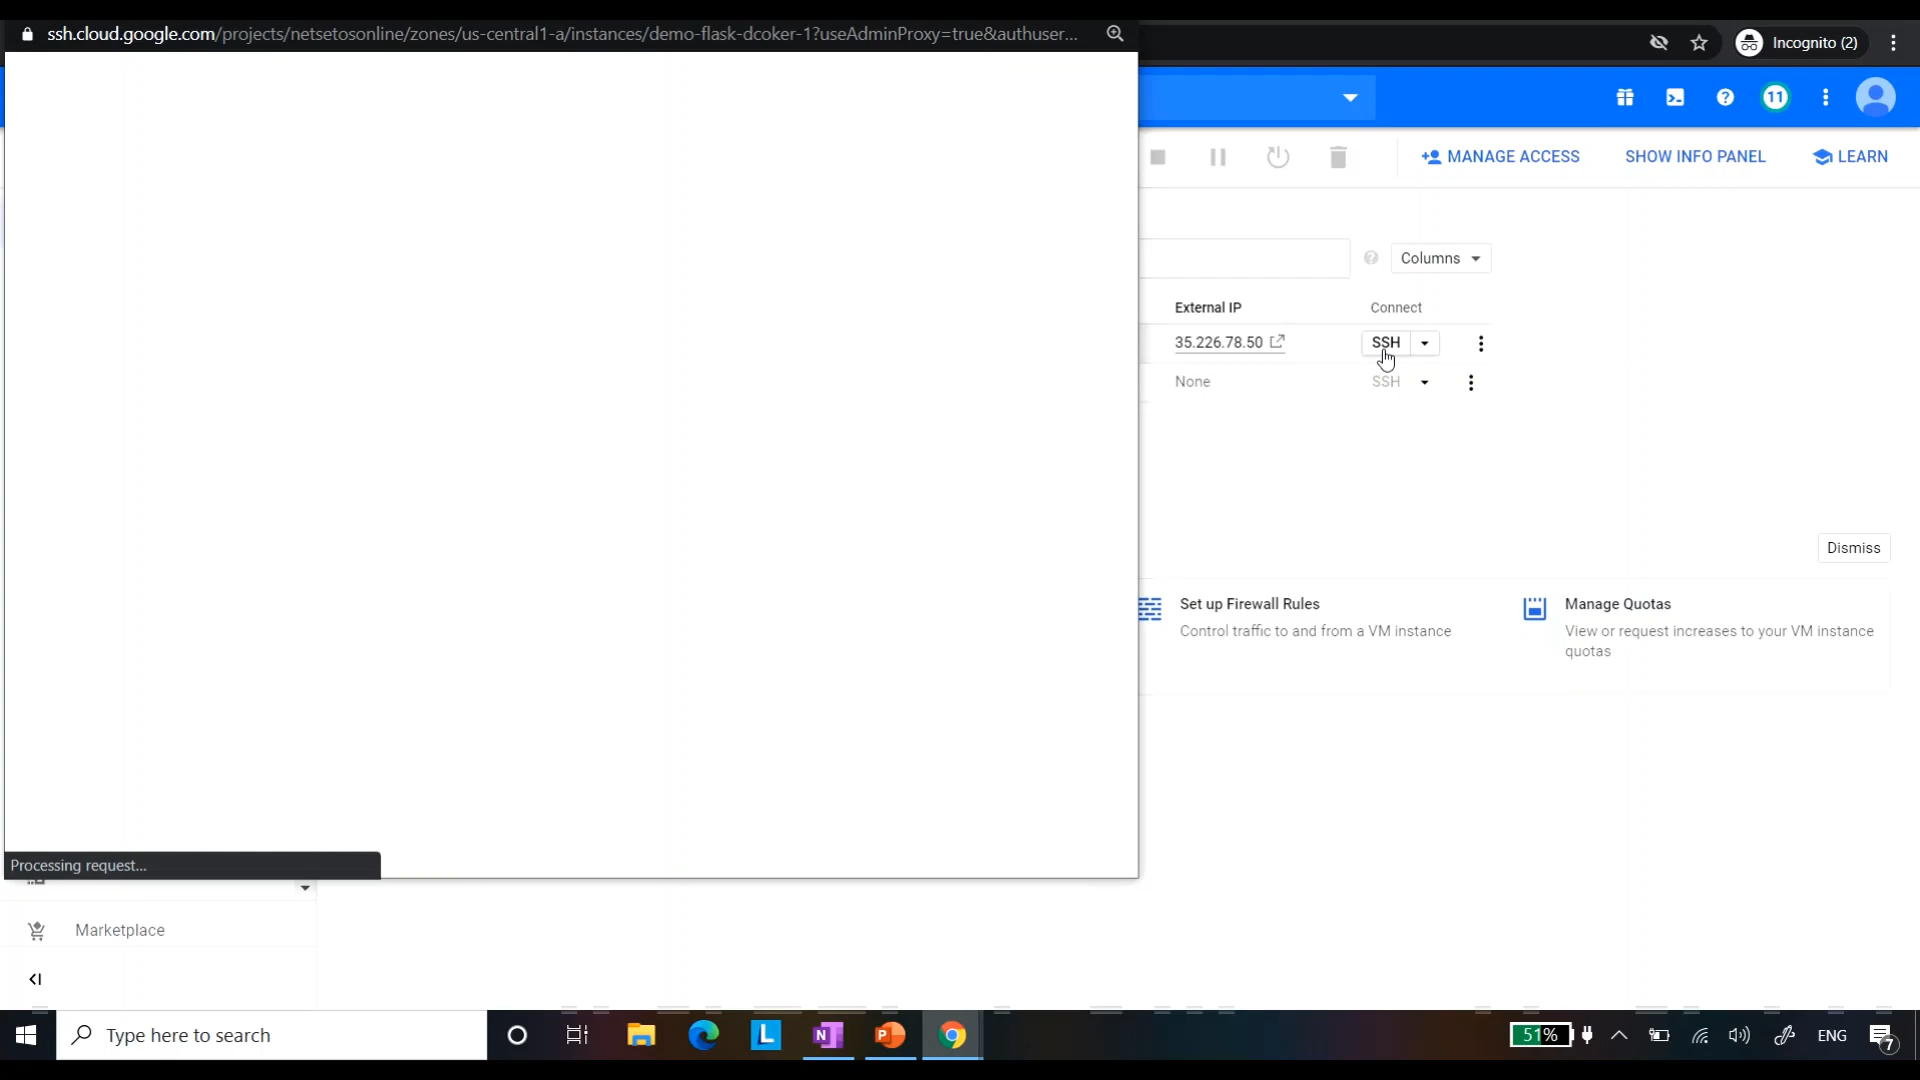 ssh.cloud.google.com/projects/netsetosonline/zones/us-central1-a/instances/demo-flask-dcoker-1?useAdminProxy=true&authuser...
Incognito (2)
11
MANAGE ACCESS
SHOW INFO PANEL
LEARN
Columns
External IP
Connect
35.226.78.50
SSH
None
SSH
Dismiss
Set up Firewall Rules
Control traffic to and from a VM instance
Manage Quotas
View or request increases to your VM instance
quotas
Processing request...
Marketplace
Type here to search
L
N
P
51%
ENG
7